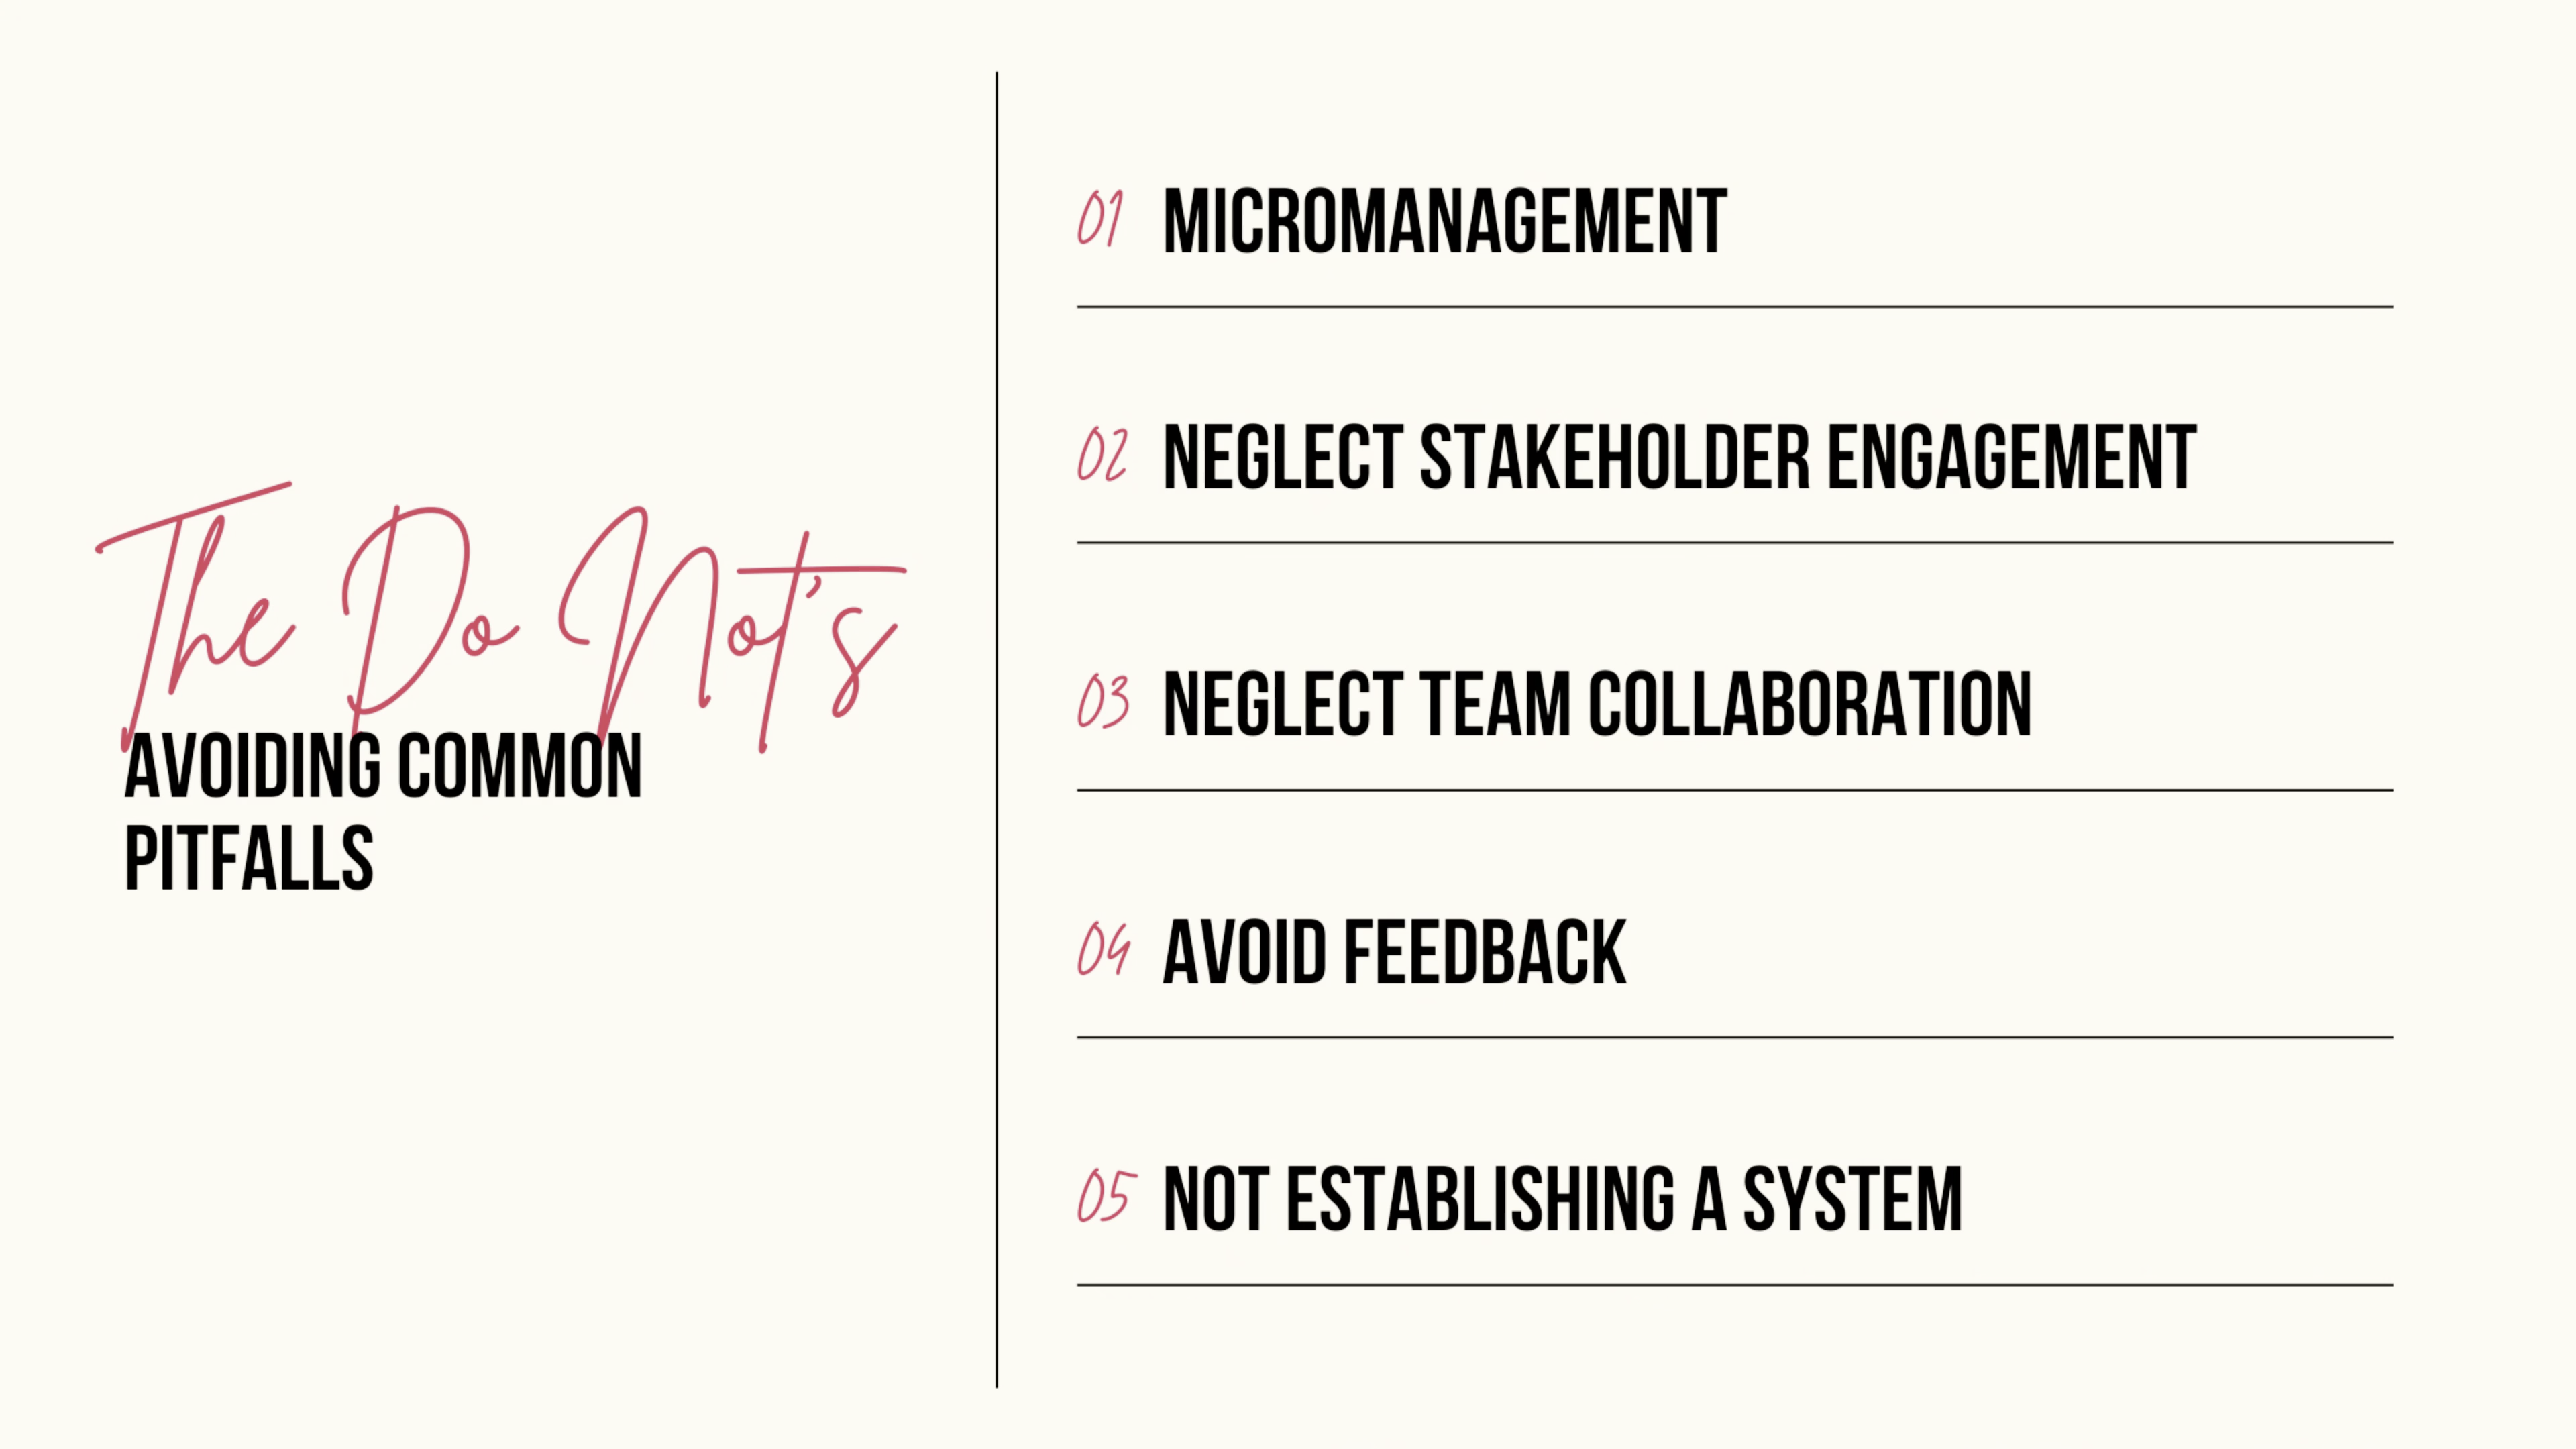 The Do Not's
AVOIDING COMMON
PITFALLS
01 MICROMANAGEMENT
02 NEGLECT STAKEHOLDER ENGAGEMENT
03 NEGLECT TEAM COLLABORATION
04 AVOID FEEDBACK
05 NOT ESTABLISHING A SYSTEM